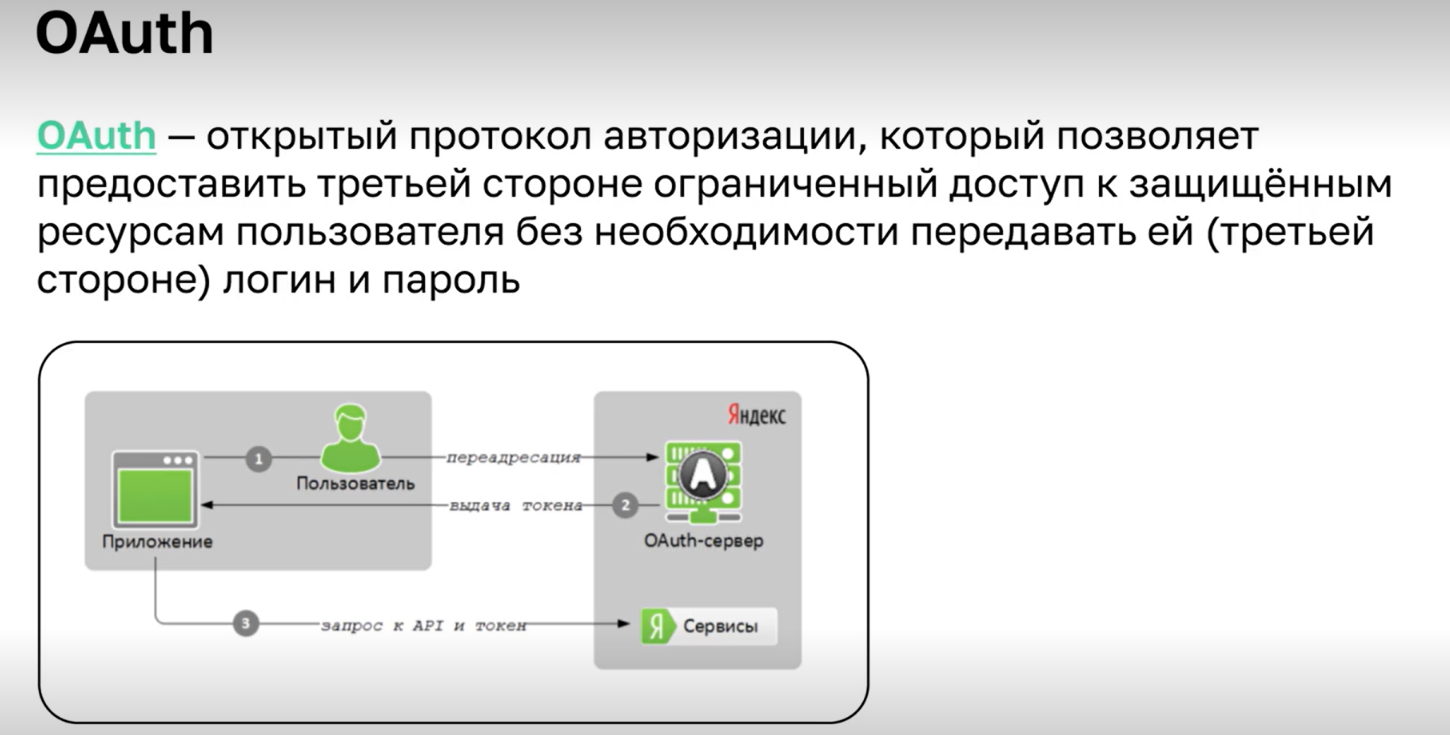 OAuth
OAuth — открытый протокол авторизации, который позволяет
предоставить третьей стороне ограниченный доступ к защищённым
ресурсам пользователя без необходимости передавать ей (третьей
стороне) логин и пароль
Яндекс
1
переадресация
A
Пользователь
выдача токена
2
Приложение
OAuth-сервер
3
запрос к API и токен
Я
Сервисы